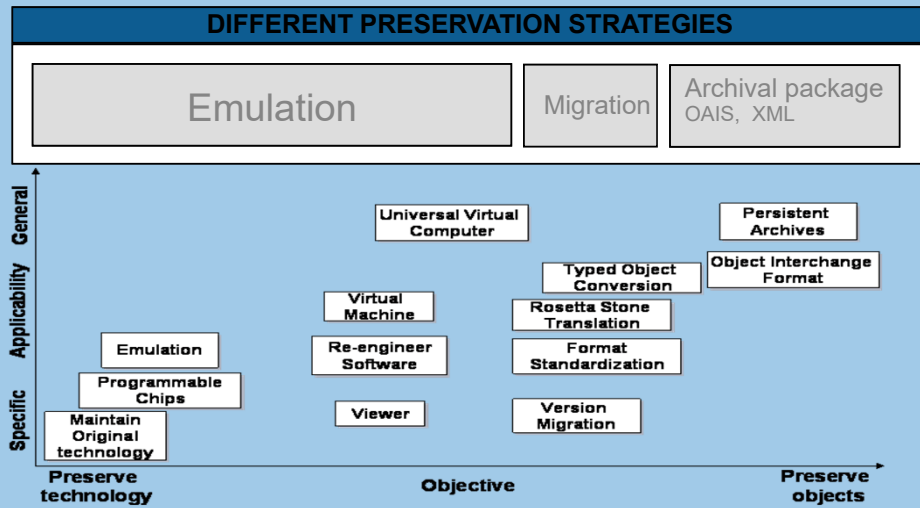 DIFFERENT PRESERVATION STRATEGIES
Emulation
Migration
Archival package
OAIS, XML
General
Applicability
Specific
Universal Virtual
Computer
Persistent
Archives
Object Interchange
Format
Typed Object
Conversion
Virtual
Machine
Rosetta Stone
Translation
Emulation
Re-engineer
Software
Format
Standardization
Programmable
Chips
Viewer
Version
Migration
Maintain
Original
technology
Preserve
technology
Objective
Preserve
objects